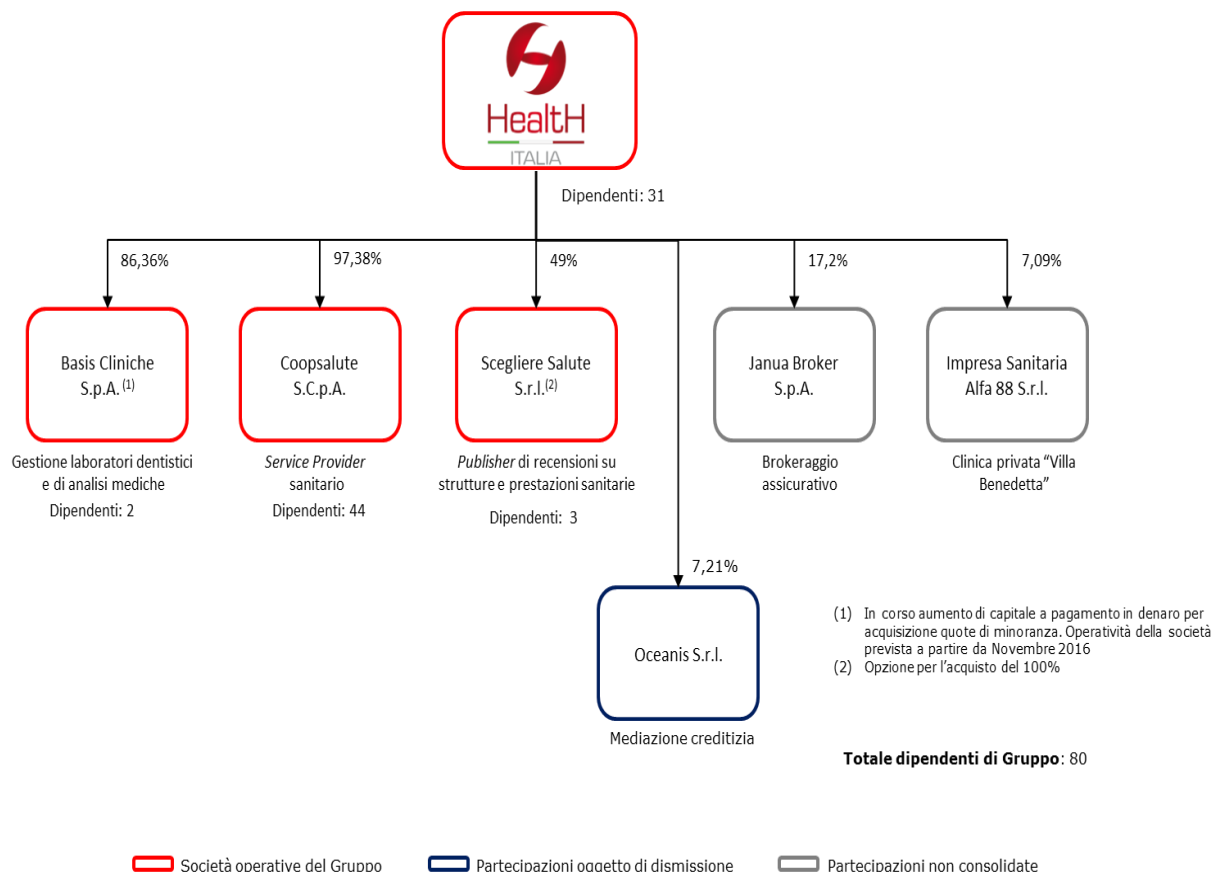 HealtH
ITALIA
Dipendenti: 31
86,36%
97,38%
49%
17,2%
7,09%
Basis Cliniche
S.p.A. (1)
Coopsalute
S.C.p.A.
Scegliere Salute
S.r.l.(2)
Janua Broker
S.p.A.
Impresa Sanitaria
Alfa 88 S.r.l.
Gestione laboratori dentistici
e di analisi mediche
Dipendenti: 2
Service Provider
sanitario
Dipendenti: 44
Publisher di recensioni su
strutture e prestazioni sanitarie
Dipendenti: 3
Brokeraggio
assicurativo
Clinica privata “Villa
Benedetta”
7,21%
Oceanis S.r.l.
Mediazione creditizia
(1) In corso aumento di capitale a pagamento in denaro per
acquisizione quote di minoranza. Operatività della società
prevista a partire da Novembre 2016
(2) Opzione per l’acquisto del 100%
Totale dipendenti di Gruppo: 80
Società operative del Gruppo
Partecipazioni oggetto di dismissione
Partecipazioni non consolidate